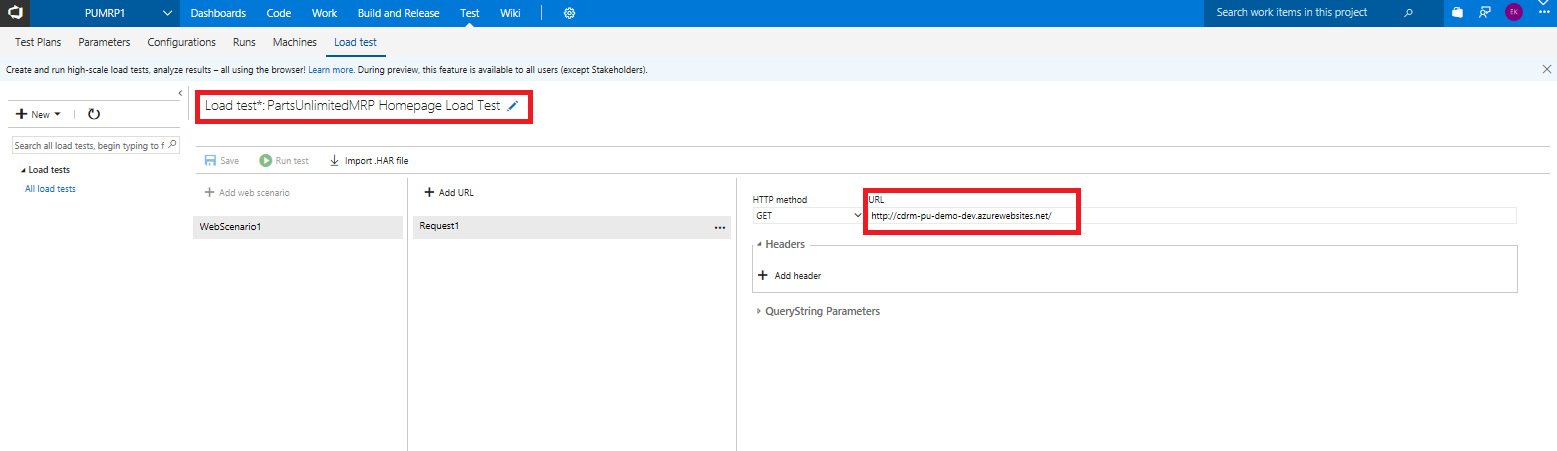 PUMRP1 Dashboards Code Work Build and Release Test Wiki Search work items in this project EK
Test Plans Parameters Configurations Runs Machines Load test
Create and run high-scale load tests, analyze results – all using the browser! Learn more. During preview, this feature is available to all users (except Stakeholders).
Load test*: PartsUnlimitedMRP Homepage Load Test
New
Search all load tests, begin typing to f
Load tests
All load tests
Save Run test Import .HAR file
Add web scenario
WebScenario1
Add URL
Request1
HTTP method URL
GET http://cdrm-pu-demo-dev.azurewebsites.net/
Headers
Add header
QueryString Parameters